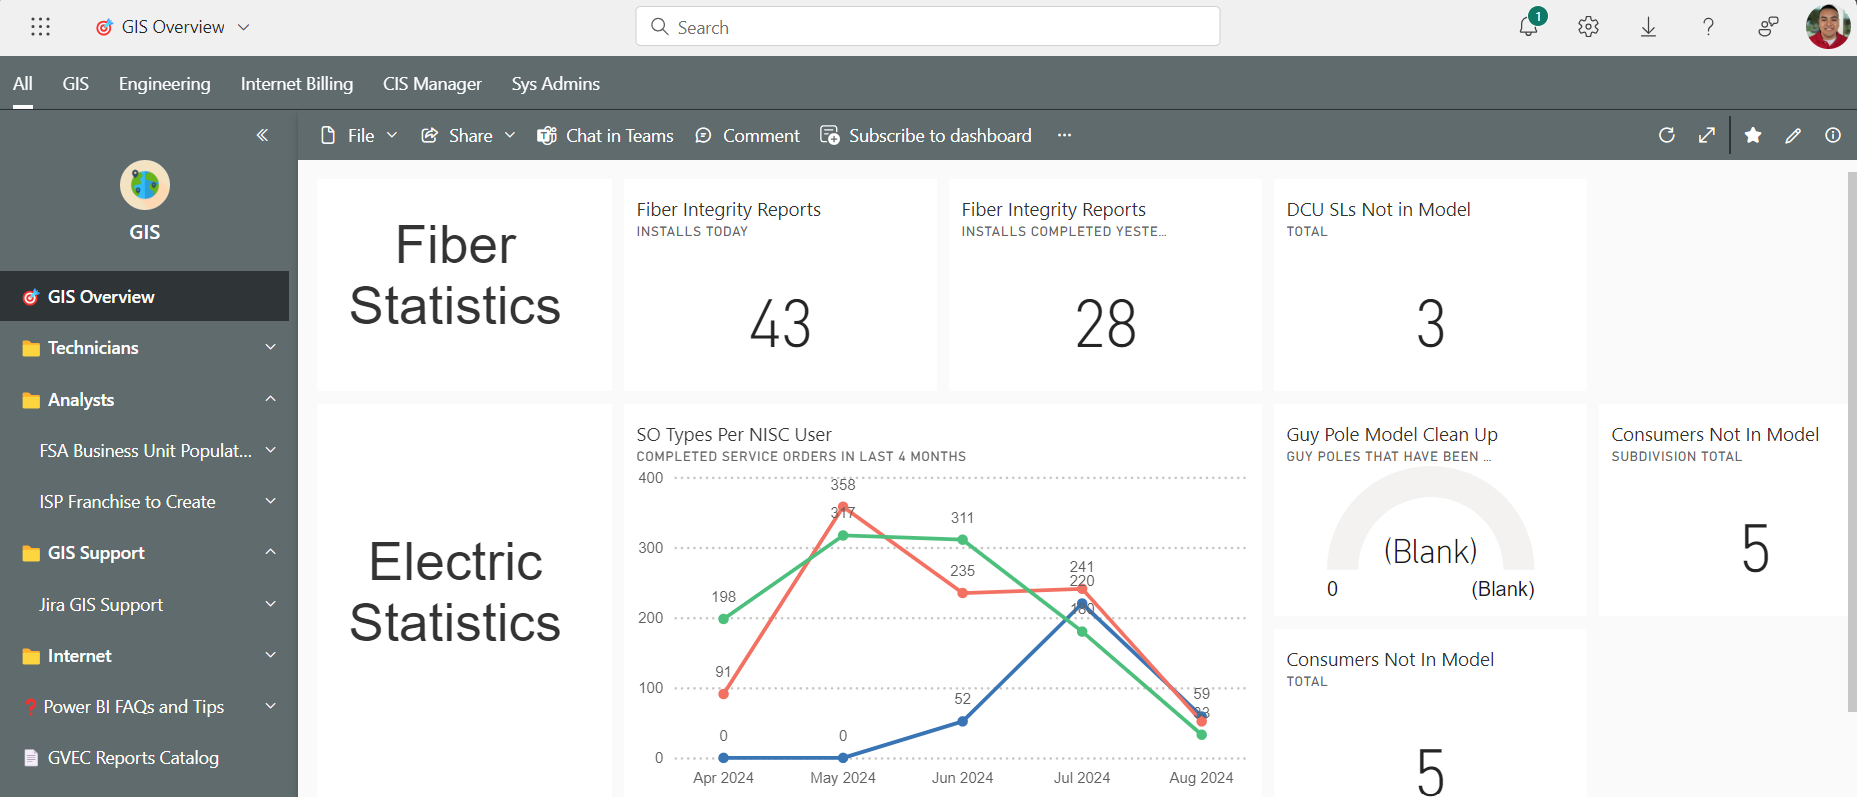 GIS Overview
Search
1
All
GIS
Engineering
Internet Billing
CIS Manager
Sys Admins
File
Share
Chat in Teams
Comment
Subscribe to dashboard
GIS
GIS Overview
Technicians
Analysts
FSA Business Unit Populat...
ISP Franchise to Create
GIS Support
Jira GIS Support
Internet
Power BI FAQs and Tips
GVEC Reports Catalog
Fiber
Statistics
Fiber Integrity Reports
INSTALLS TODAY
43
Fiber Integrity Reports
INSTALLS COMPLETED YESTE...
28
DCU SLs Not in Model
TOTAL
3
Electric
Statistics
SO Types Per NISC User
COMPLETED SERVICE ORDERS IN LAST 4 MONTHS
400
300
200
100
0
358
317
311
235
241
220
180
198
91
52
59
0
0
Apr 2024
May 2024
Jun 2024
Jul 2024
Aug 2024
Guy Pole Model Clean Up
GUY POLES THAT HAVE BEEN ...
(Blank)
0
(Blank)
Consumers Not In Model
SUBDIVISION TOTAL
5
Consumers Not In Model
TOTAL
5